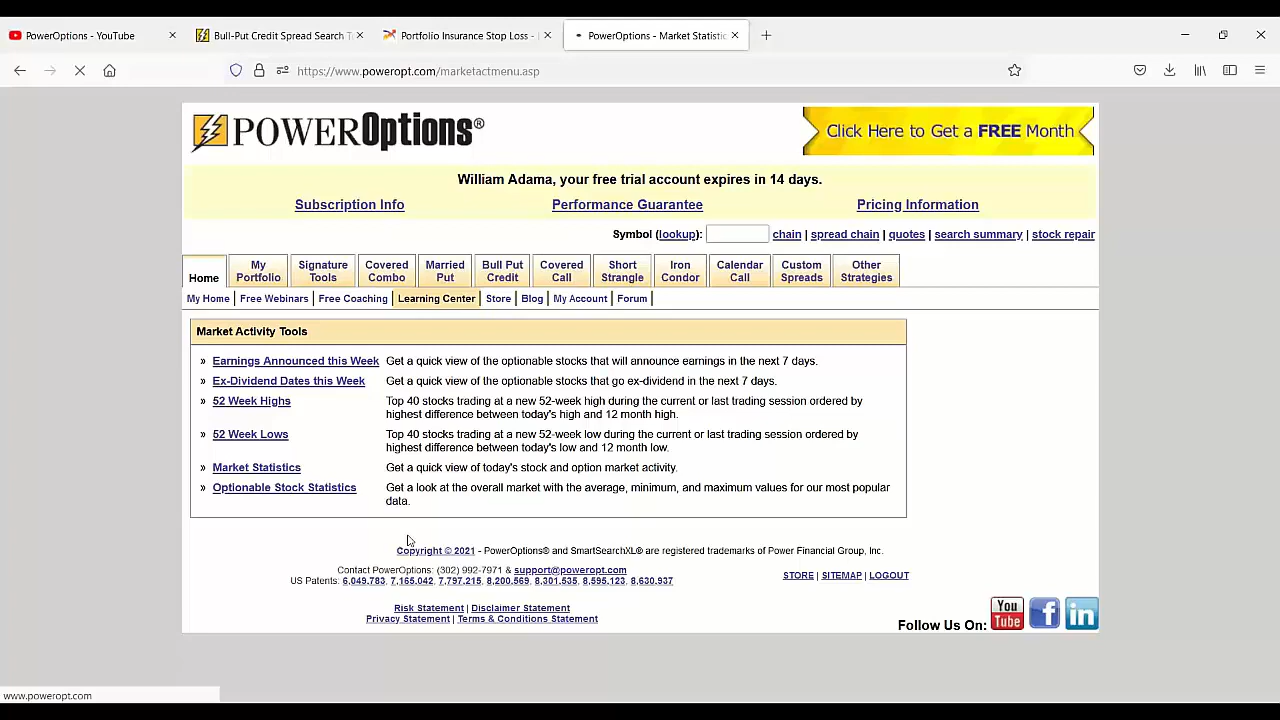 PowerOptions - YouTube
Bull-Put Credit Spread Search T
Portfolio Insurance Stop Loss -
PowerOptions - Market Statistic
https://www.poweropt.com/marketactmenu.asp
POWEROptions®
Click Here to Get a FREE Month
William Adama, your free trial account expires in 14 days.
Subscription Info Performance Guarantee Pricing Information
Symbol (lookup): chain | spread chain | quotes | search summary | stock repair
Home
My Portfolio
Signature Tools
Covered Combo
Married Put
Bull Put Credit
Covered Call
Short Strangle
Iron Condor
Calendar Call
Custom Spreads
Other Strategies
My Home | Free Webinars | Free Coaching | Learning Center | Store | Blog | My Account | Forum |
Market Activity Tools
» Earnings Announced this Week Get a quick view of the optionable stocks that will announce earnings in the next 7 days.
» Ex-Dividend Dates this Week Get a quick view of the optionable stocks that go ex-dividend in the next 7 days.
» 52 Week Highs Top 40 stocks trading at a new 52-week high during the current or last trading session ordered by
highest difference between today's high and 12 month high.
» 52 Week Lows Top 40 stocks trading at a new 52-week low during the current or last trading session ordered by
highest difference between today's low and 12 month low.
» Market Statistics Get a quick view of today's stock and option market activity.
» Optionable Stock Statistics Get a look at the overall market with the average, minimum, and maximum values for our most popular
data.
Copyright © 2021 - PowerOptions® and SmartSearchXL® are registered trademarks of Power Financial Group, Inc.
Contact PowerOptions: (302) 992-7971 & support@poweropt.com
STORE | SITEMAP | LOGOUT
US Patents: 6,049,783, 7,165,042, 7,797,215, 8,200,569, 8,301,535, 8,595,123, 8,630,937
Risk Statement | Disclaimer Statement
Privacy Statement | Terms & Conditions Statement
Follow Us On: You Tube f in
www.poweropt.com